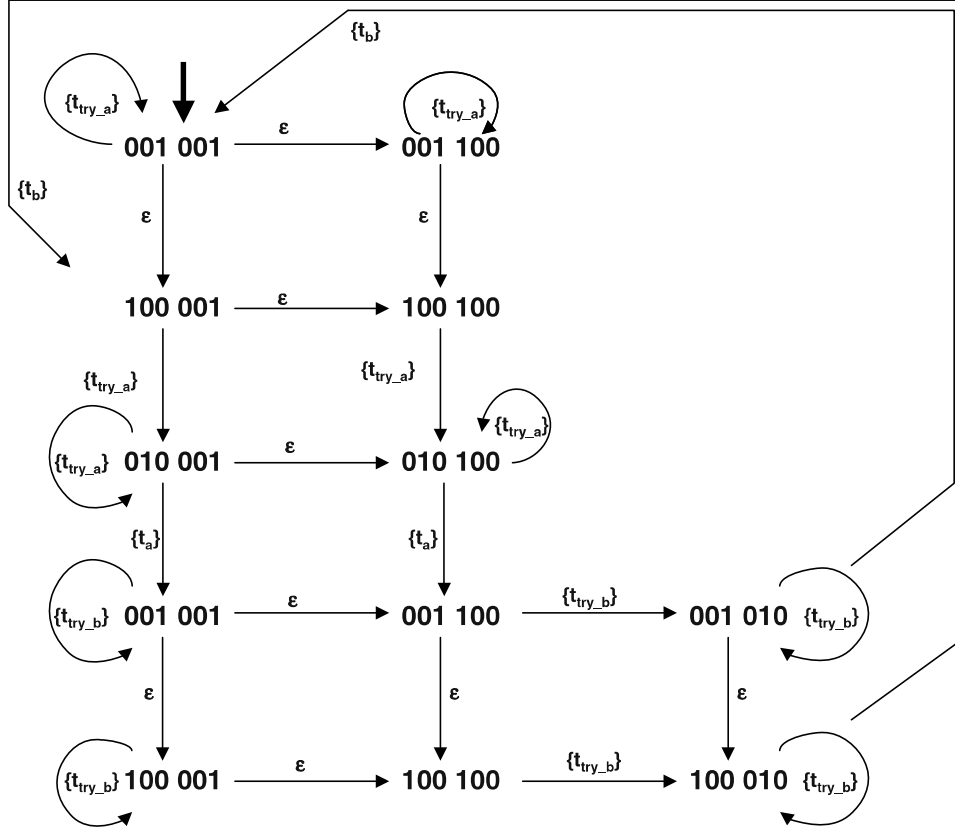 {t_b}
{t_try_a} {t_try_a}
ε
001 001 001 100
{t_b}
ε ε
ε
100 001 100 100
{t_try_a} {t_try_a}
{t_try_a}
ε
{t_try_a} 010 001 010 100
{t_a} {t_a}
ε {t_try_b}
{t_try_b} 001 001 001 100 001 010 {t_try_b}
ε ε ε
ε {t_try_b}
{t_try_b} 100 001 100 100 100 010 {t_try_b}